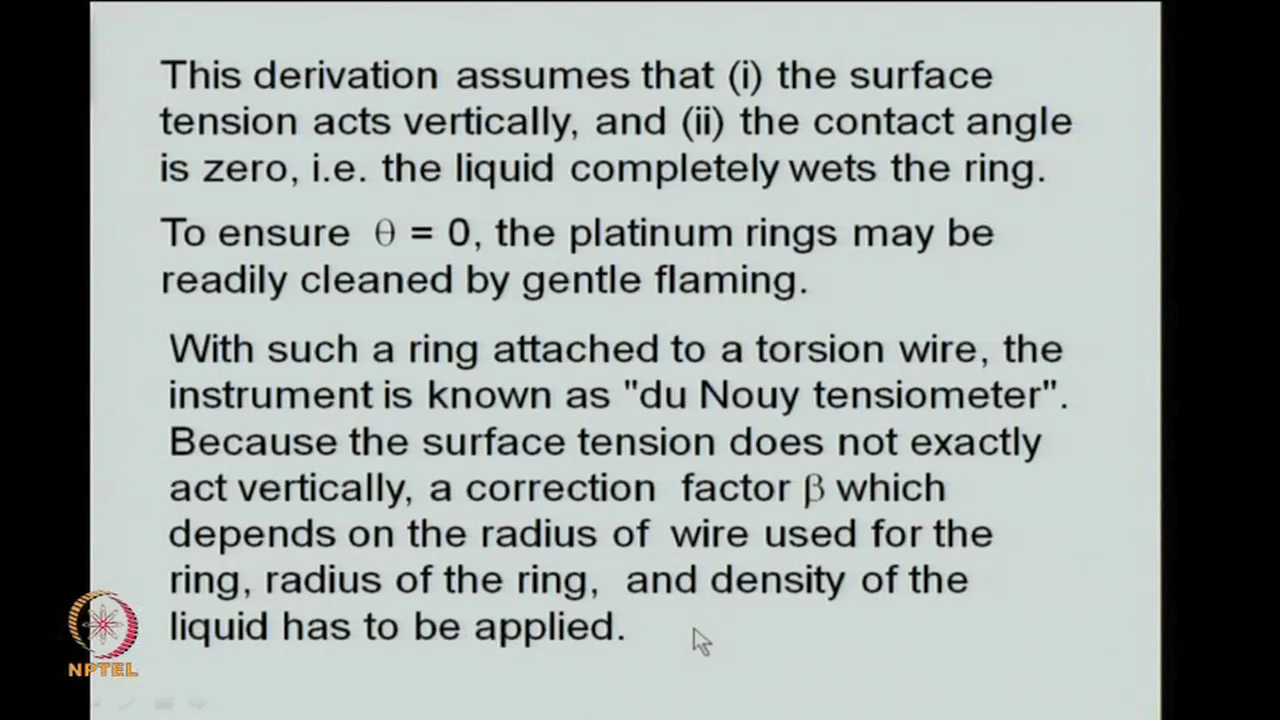 This derivation assumes that (i) the surface
tension acts vertically, and (ii) the contact angle
is zero, i.e. the liquid completely wets the ring.
To ensure θ = 0, the platinum rings may be
readily cleaned by gentle flaming.
With such a ring attached to a torsion wire, the
instrument is known as "du Nouy tensiometer".
Because the surface tension does not exactly
act vertically, a correction factor β which
depends on the radius of wire used for the
ring, radius of the ring, and density of the
liquid has to be applied.
NPTEL